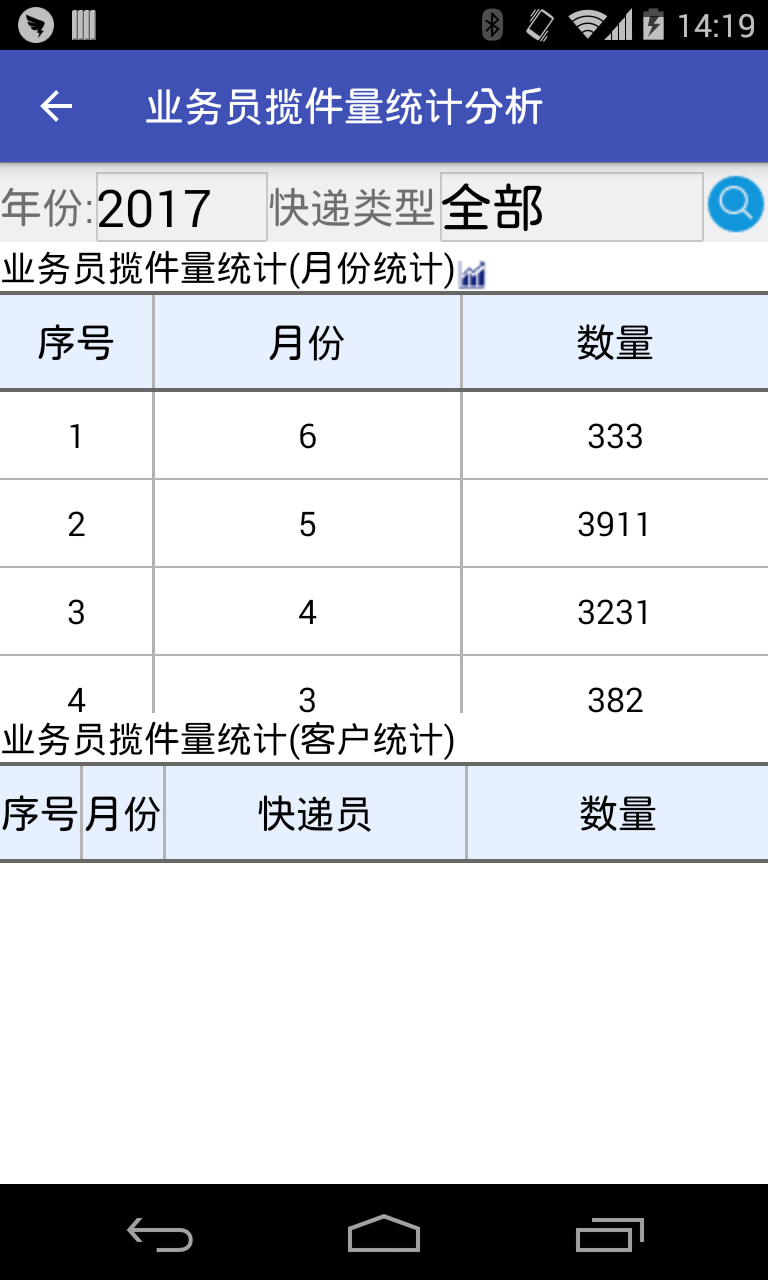 14:19
业务员揽件量统计分析
年份: 2017 快递类型 全部
业务员揽件量统计(月份统计)
序号 月份 数量
1 6 333
2 5 3911
3 4 3231
4 3 382
业务员揽件量统计(客户统计)
序号 月份 快递员 数量